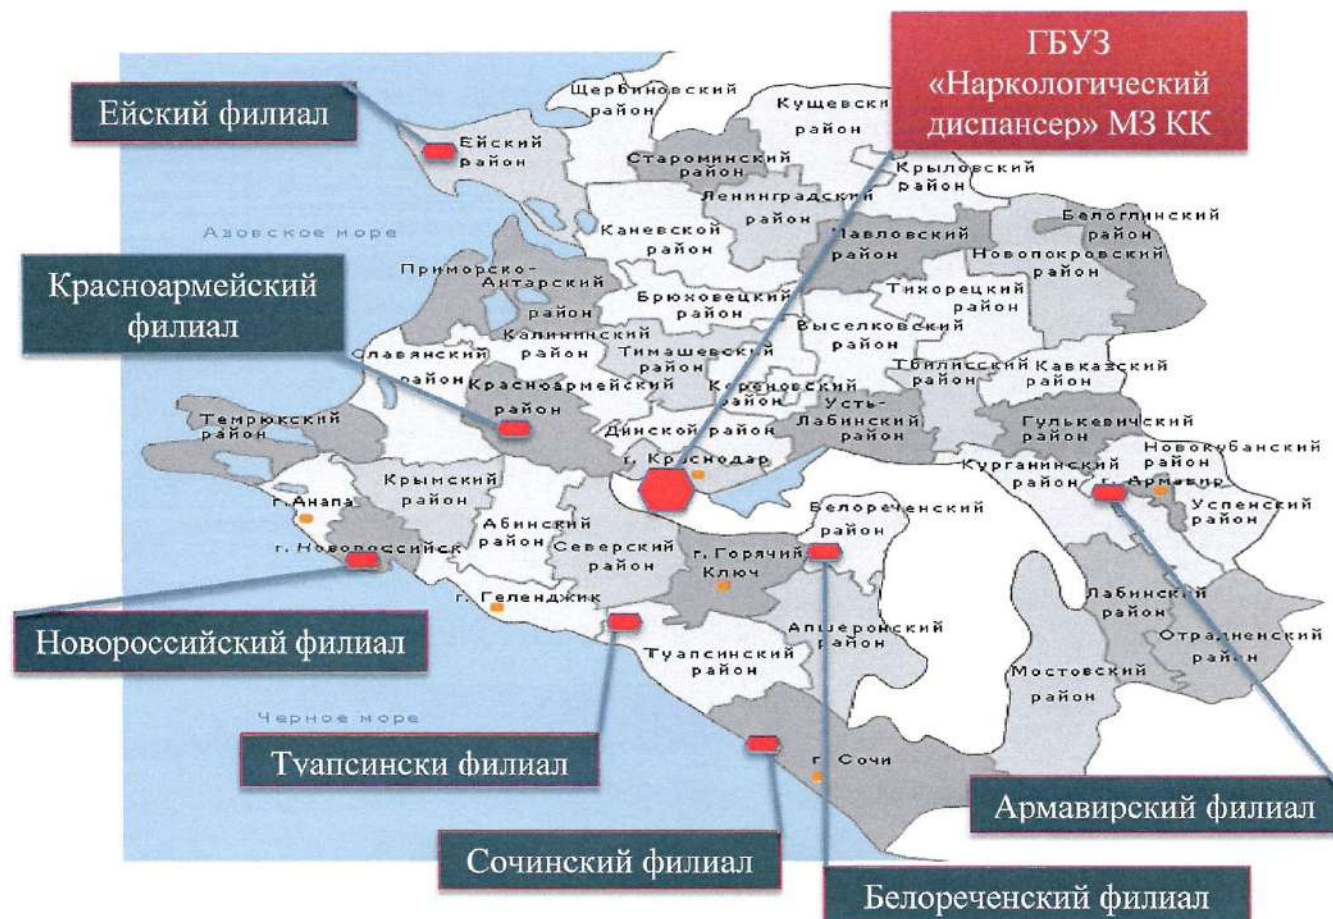 ГБУЗ
«Наркологический
диспансер» МЗ КК
Ейский филиал
Щербиновский
район
Кущевски
район
Ейский
район
Староминский
район
Крыловский
район
Ленинградский
район
Каневской
район
Белоглинский
район
Павловский
район
Новопокровский
район
Азовское море
Красноармейский
филиал
Приморско-
Ахтарский
район
Брюховецкий
район
Тихорецкий
район
Выселковский
район
Калининский
район
Тимашевский
район
Славянский
район
Тбилисский
район
Кавказский
район
Красноармейский
район
Кореновский
район
Усть-
Лабинский
район
Темрюкский
район
Динской район
Гулькевичский
район
г. Краснодар
Новокубанский
район
Курганинский
район
г. Армавир
Крымский
район
г. Анапа
Успенский
район
Белореченский
район
Абинский
район
Северский
район
г. Горячий
Ключ
г. Новороссийск
г. Геленджик
Лабинский
район
Новороссийский филиал
Апшеронский
район
Отрадненский
район
Туапсинский
район
Мостовский
район
Черное море
Туапсински филиал
г. Сочи
Армавирский филиал
Сочинский филиал
Белореченский филиал